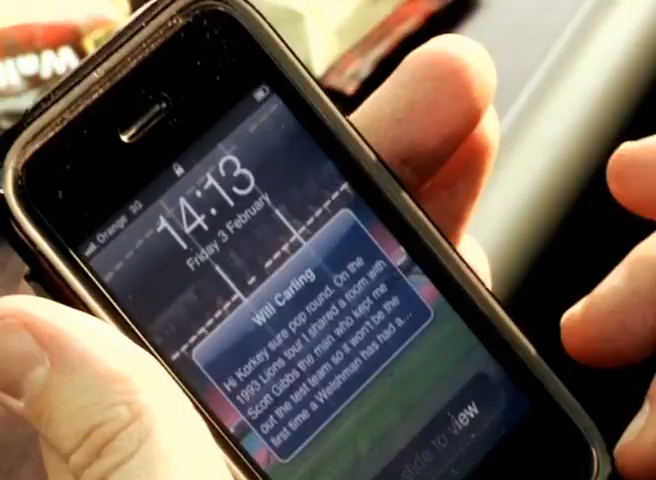 Walk
Orange 3G
14:13
Friday 3 February
Will Carling
Hi Korkey sure pop round. On the
1993 Lions tour I shared a room with
Scott Gibbs the man who kept me
out the test team so it won't be the
first time a Welshman has had a...
slide to view